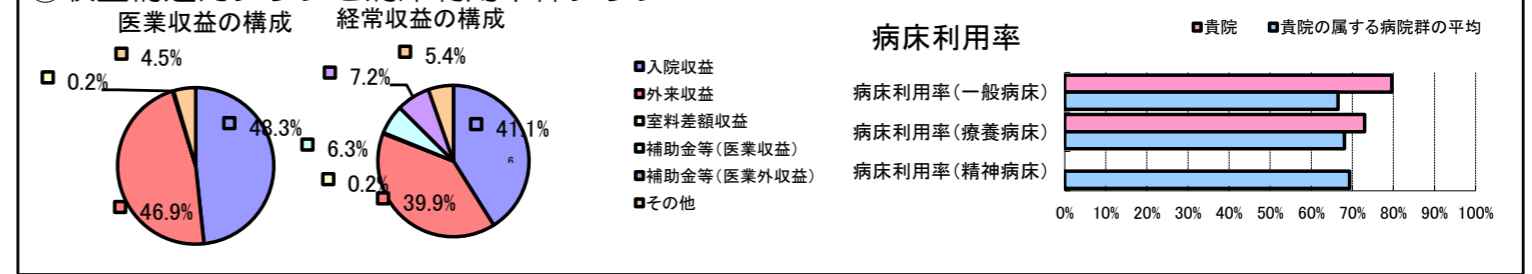 医業収益の構成
4.5%
0.2%
48.3%
46.9%
経常収益の構成
5.4%
7.2%
41.1%
6.3%
0.2%
39.9%
入院収益
外来収益
室料差額収益
補助金等(医業収益)
補助金等(医業外収益)
その他
病床利用率
貴院 貴院の属する病院群の平均
病床利用率(一般病床)
病床利用率(療養病床)
病床利用率(精神病床)
0% 10% 20% 30% 40% 50% 60% 70% 80% 90% 100%